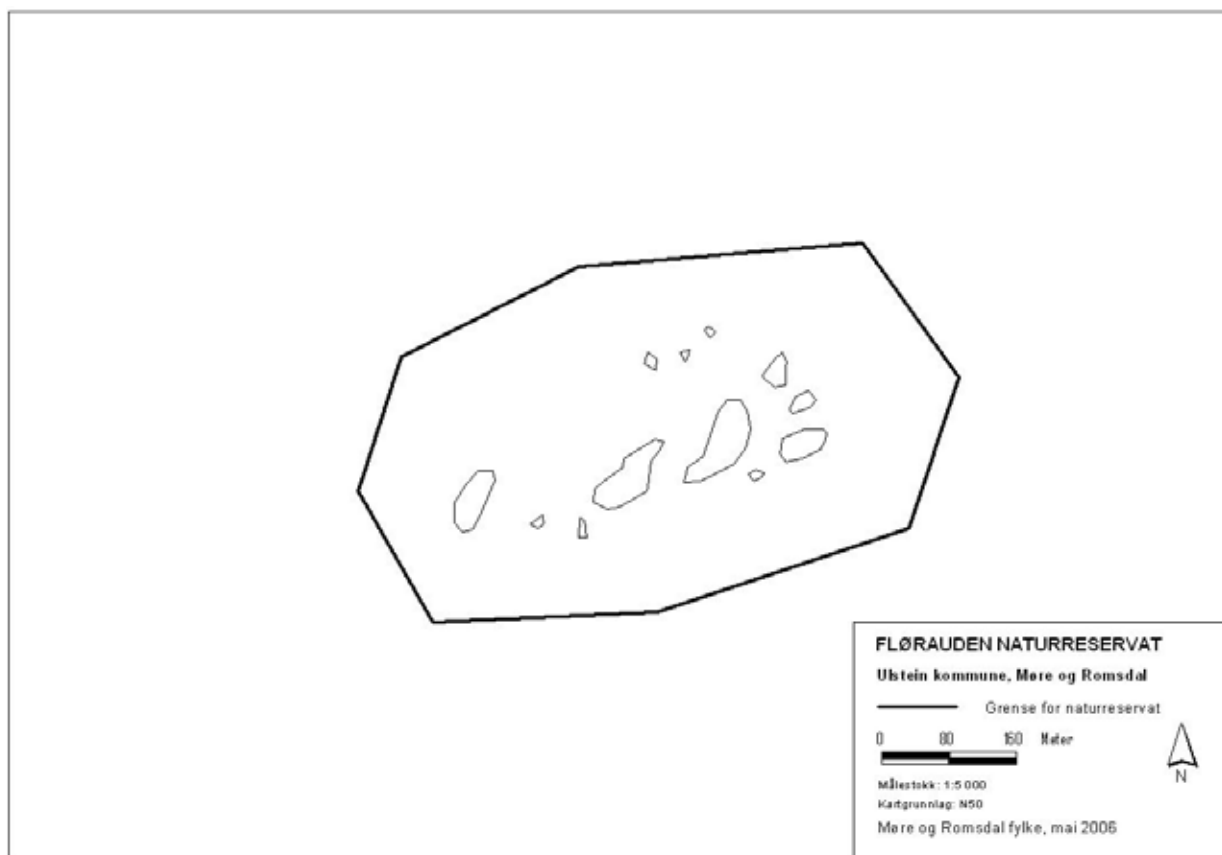 FLØRAUDEN NATURRESERVAT
Ulstein kommune, Møre og Romsdal
Grense for naturreservat
0 80 160 Meter
N
Målestokk: 1:5 000
Kartgrunnlag: N50
Møre og Romsdal fylke, mai 2006